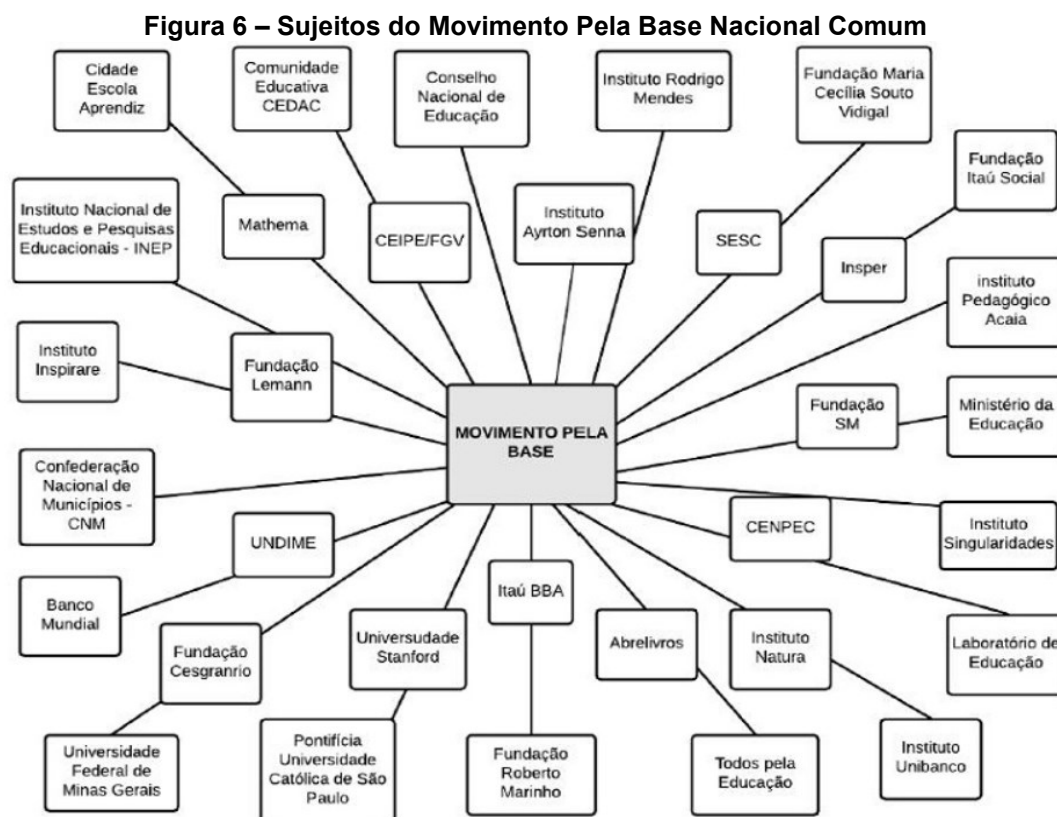 Figura 6 – Sujeitos do Movimento Pela Base Nacional Comum
Cidade
Escola
Aprendiz
Comunidade
Educativa
CEDAC
Conselho
Nacional de
Educação
Instituto Rodrigo
Mendes
Fundação Maria
Cecília Souto
Vidigal
Fundação
Itaú Social
Instituto Nacional de
Estudos e Pesquisas
Educacionais - INEP
Mathema
CEIPE/FGV
Instituto
Ayrton Senna
SESC
Insper
instituto
Pedagógico
Acaia
Instituto
Inspirare
Fundação
Lemann
MOVIMENTO PELA
BASE
Fundação
SM
Ministério da
Educação
Confederação
Nacional de
Municípios -
CNM
UNDIME
CENPEC
Instituto
Singularidades
Banco
Mundial
Fundação
Cesgranrio
Universudade
Stanford
Itaú BBA
Abrelivros
Instituto
Natura
Laboratório de
Educação
Universidade
Federal de
Minas Gerais
Pontifícia
Universidade
Católica de São
Paulo
Fundação
Roberto
Marinho
Todos pela
Educação
Instituto
Unibanco